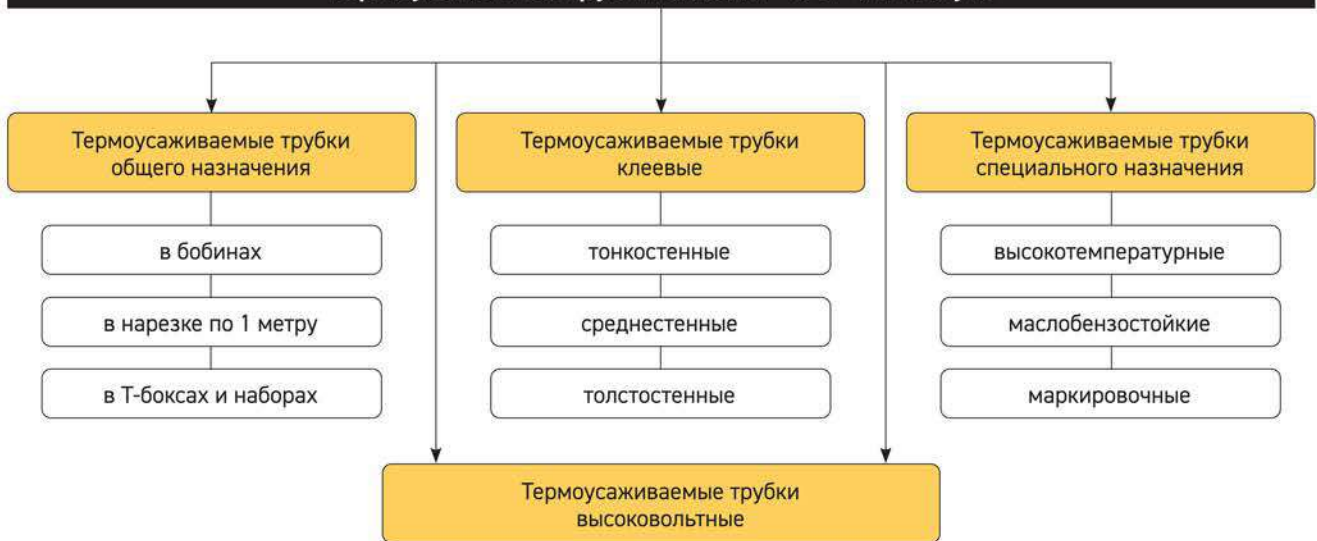 Термоусаживаемые трубки
общего назначения
в бобинах
в нарезке по 1 метру
в Т-боксах и наборах
Термоусаживаемые трубки
клеевые
тонкостенные
среднестенные
толстостенные
Термоусаживаемые трубки
специального назначения
высокотемпературные
маслобензостойкие
маркировочные
Термоусаживаемые трубки
высоковольтные